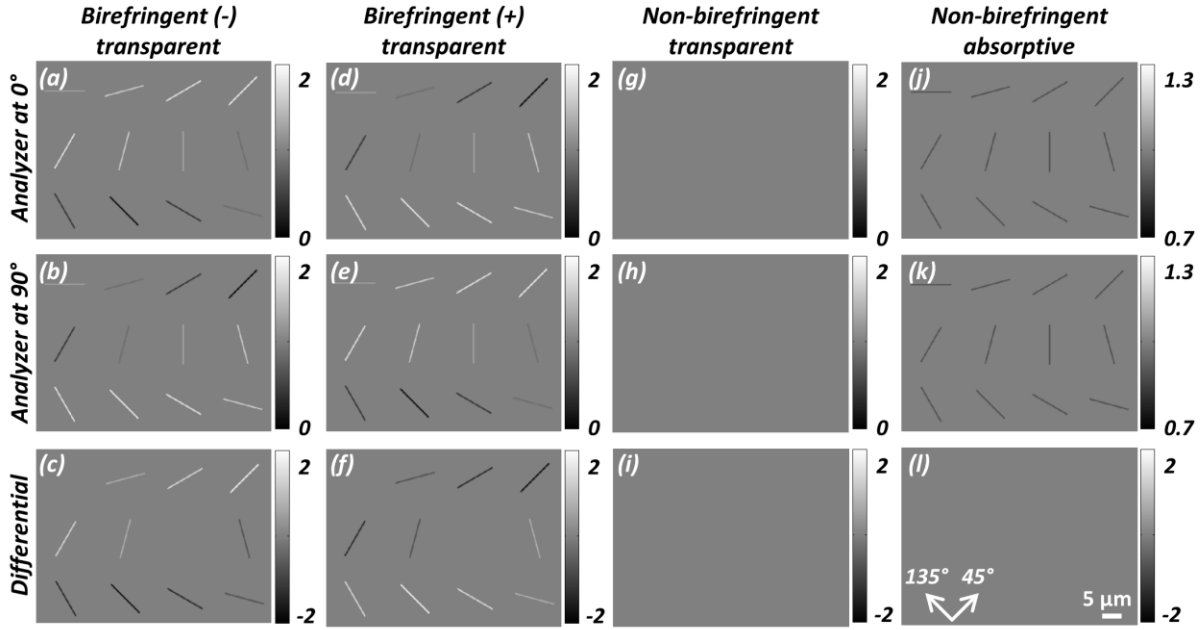 Birefringent (-) Birefringent (+) Non-birefringent Non-birefringent
transparent transparent transparent absorptive
Analyzer at 0°
(a) 2 0
(d) 2 0
(g) 2 0
(j) 1.3 0.7
Analyzer at 90°
(b) 2 0
(e) 2 0
(h) 2 0
(k) 1.3 0.7
Differential
(c) 2 -2
(f) 2 -2
(i) 2 -2
(l) 2 -2
135° 45° 5 µm